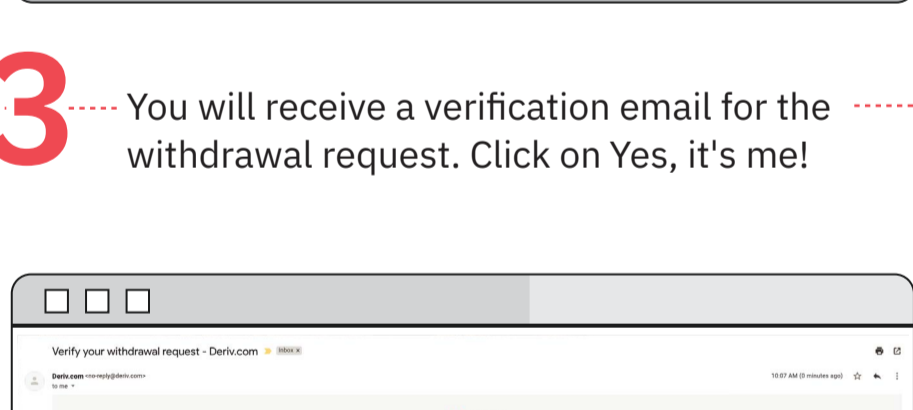 3
You will receive a verification email for the
withdrawal request. Click on Yes, it's me!
Verify your withdrawal request - Deriv.com Inbox x
Deriv.com <no-reply@deriv.com>
10:07 AM (0 minutes ago)
to me